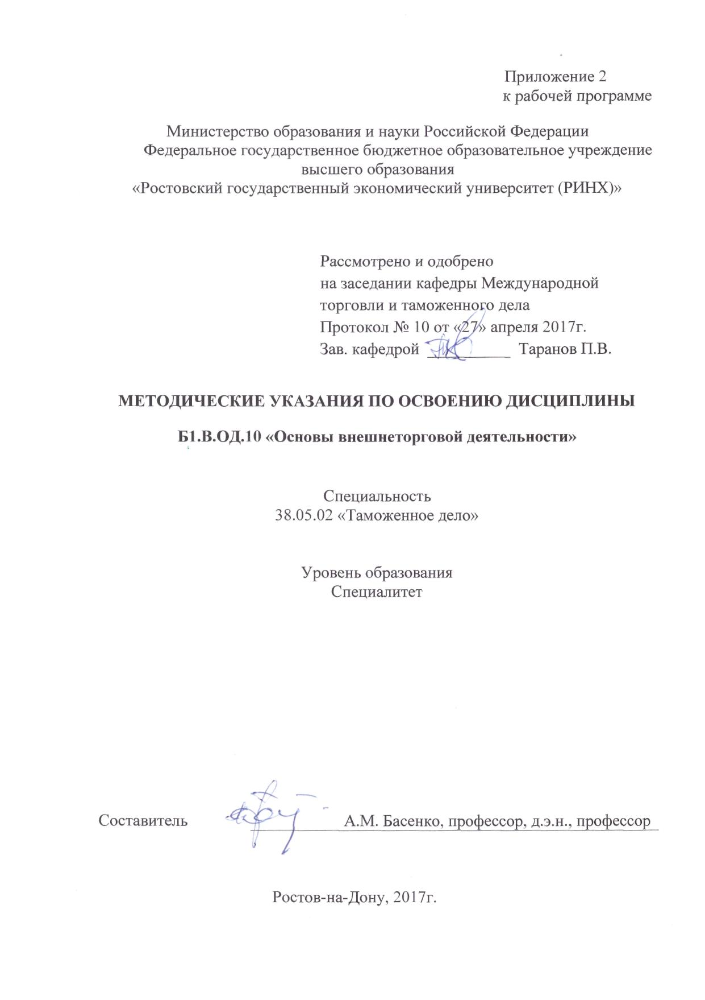 Приложение 2
к рабочей программе
Министерство образования и науки Российской Федерации
Федеральное государственное бюджетное образовательное учреждение
высшего образования
«Ростовский государственный экономический университет (РИНХ)»
Рассмотрено и одобрено
на заседании кафедры Международной
торговли и таможенного дела
Протокол № 10 от «27» апреля 2017г.
Зав. кафедрой __________ Таранов П.В.
МЕТОДИЧЕСКИЕ УКАЗАНИЯ ПО ОСВОЕНИЮ ДИСЦИПЛИНЫ
Б1.В.ОД.10 «Основы внешнеторговой деятельности»
Специальность
38.05.02 «Таможенное дело»
Уровень образования
Специалитет
Составитель А.М. Басенко, профессор, д.э.н., профессор
Ростов-на-Дону, 2017г.